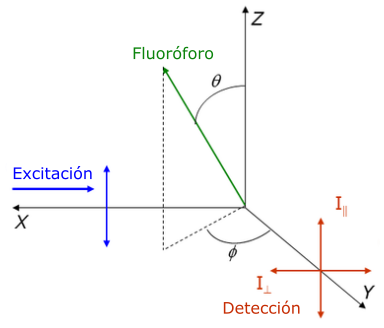 Z
Fluoróforo
θ
Excitación
X
I∥
ϕ
I⊥
Y
Detección